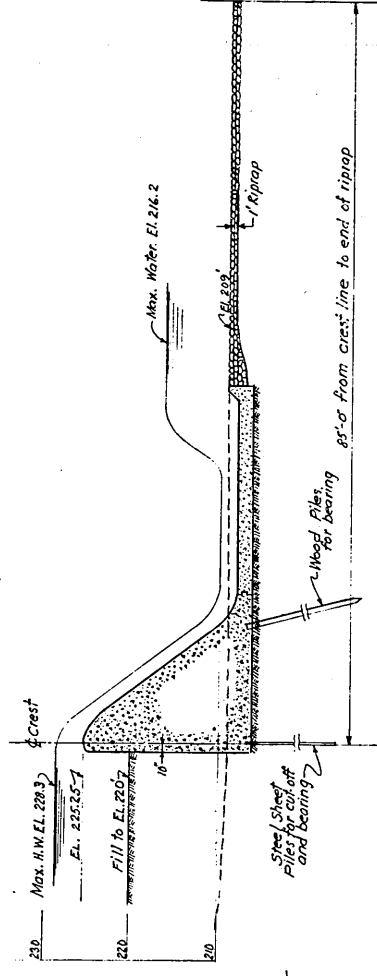 ℄ Crest
Max. H.W. EL. 228.3
EL. 225.25
Fill to EL. 220'
230
220
210
10"
Max. Water. El. 216.2
El. 209'
1' Riprap
Steel Sheet
Piles for cut-off
and bearing
Wood Piles
for bearing
85'-0" from crest line to end of riprap